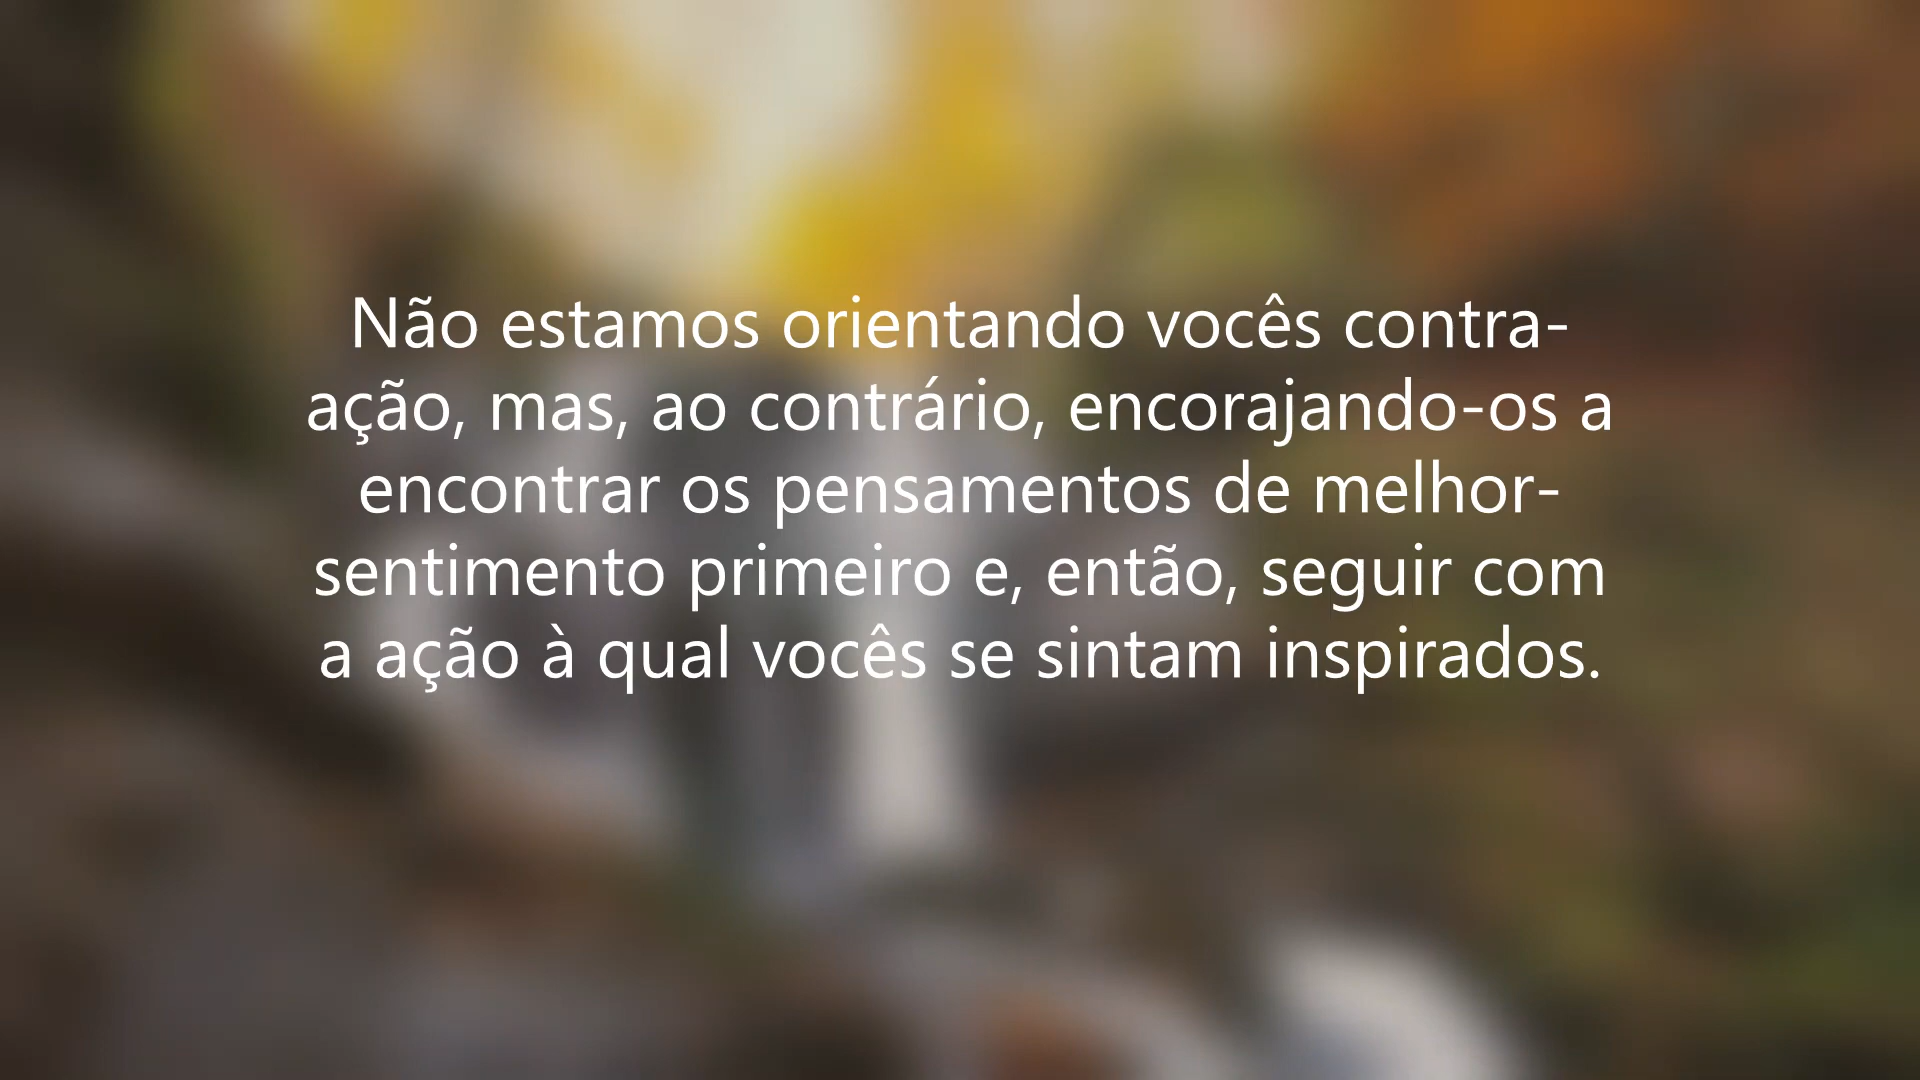 Não estamos orientando vocês contra-
ação, mas, ao contrário, encorajando-os a
encontrar os pensamentos de melhor-
sentimento primeiro e, então, seguir com
a ação à qual vocês se sintam inspirados.